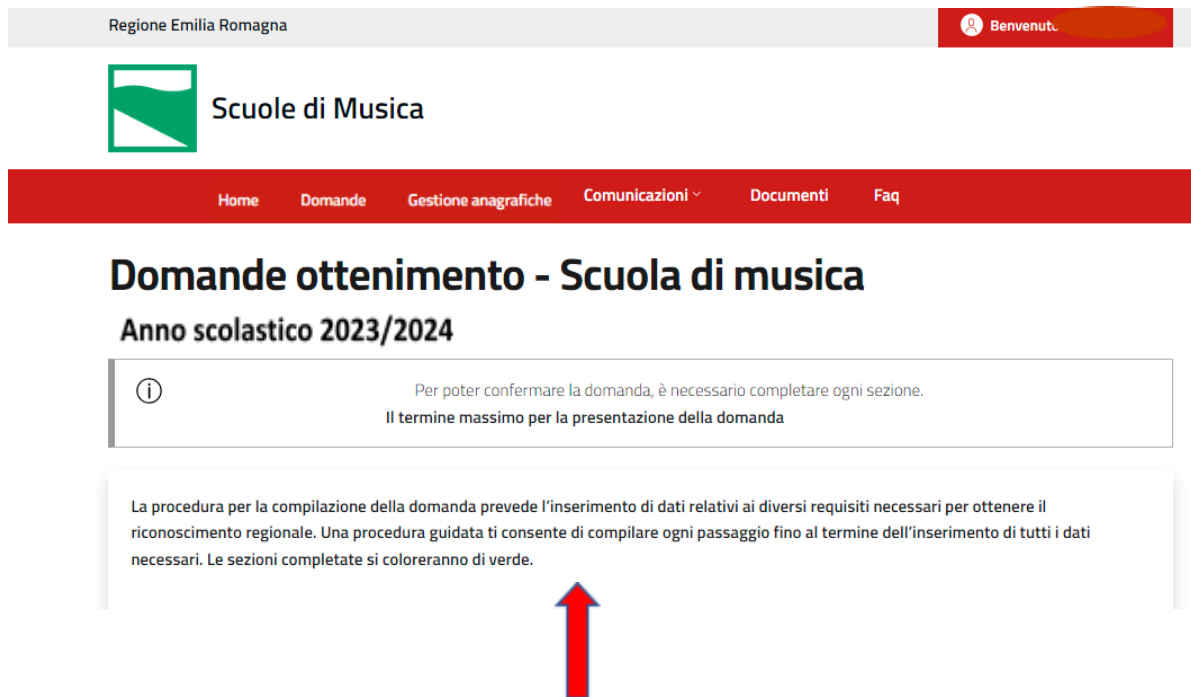 Regione Emilia Romagna
Scuole di Musica
Home Domande Gestione anagrafiche Comunicazioni Documenti Faq
Domande ottenimento - Scuola di musica
Anno scolastico 2023/2024
Per poter confermare la domanda, è necessario completare ogni sezione.
Il termine massimo per la presentazione della domanda
La procedura per la compilazione della domanda prevede l'inserimento di dati relativi ai diversi requisiti necessari per ottenere il
riconoscimento regionale. Una procedura guidata ti consente di compilare ogni passaggio fino al termine dell'inserimento di tutti i dati
necessari. Le sezioni completate si coloreranno di verde.